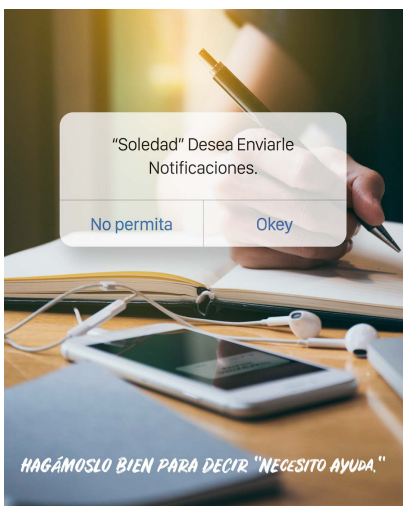 “Soledad” Desea Enviarle
Notificaciones.
No permita
Okey
HAGÁMOSLO BIEN PARA DECIR “NECESITO AYUDA.”